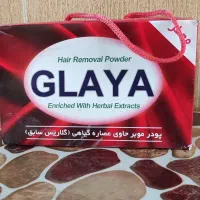 Hair Removal Powder
GLAYA
Enriched With Herbal Extracts
پودر موبر حاوی عصاره گیاهی (گلاریس سابق)